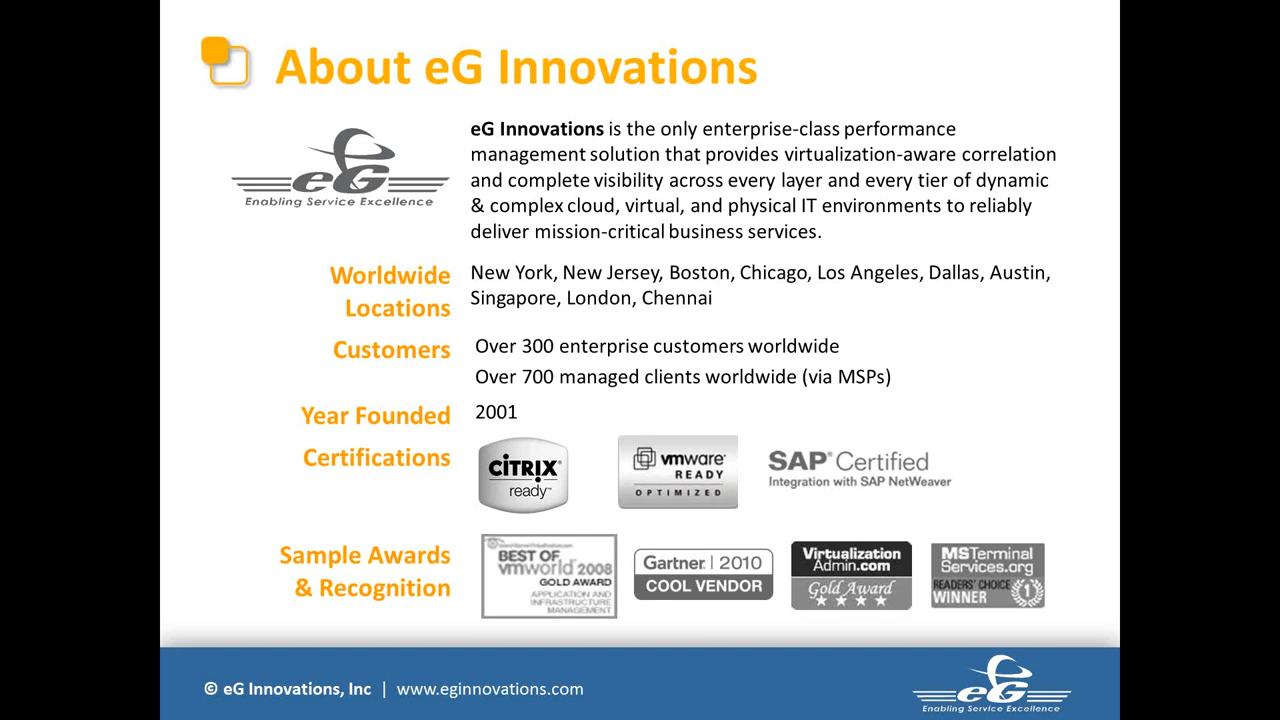 About eG Innovations
eG
Enabling Service Excellence
eG Innovations is the only enterprise-class performance
management solution that provides virtualization-aware correlation
and complete visibility across every layer and every tier of dynamic
& complex cloud, virtual, and physical IT environments to reliably
deliver mission-critical business services.
Worldwide
Locations
New York, New Jersey, Boston, Chicago, Los Angeles, Dallas, Austin,
Singapore, London, Chennai
Customers
Over 300 enterprise customers worldwide
Over 700 managed clients worldwide (via MSPs)
Year Founded
2001
Certifications
CiTRIX®
ready™
vmware®
READY
OPTIMIZED
SAP® Certified
Integration with SAP NetWeaver
Sample Awards
& Recognition
BEST OF
vmworld 2008
GOLD AWARD
APPLICATION AND
INFRASTRUCTURE
MANAGEMENT
Gartner | 2010
COOL VENDOR
Virtualization
Admin.com
Gold Award
MSTerminal
Services.org
READERS' CHOICE
WINNER 1
© eG Innovations, Inc | www.eginnovations.com
eG
Enabling Service Excellence